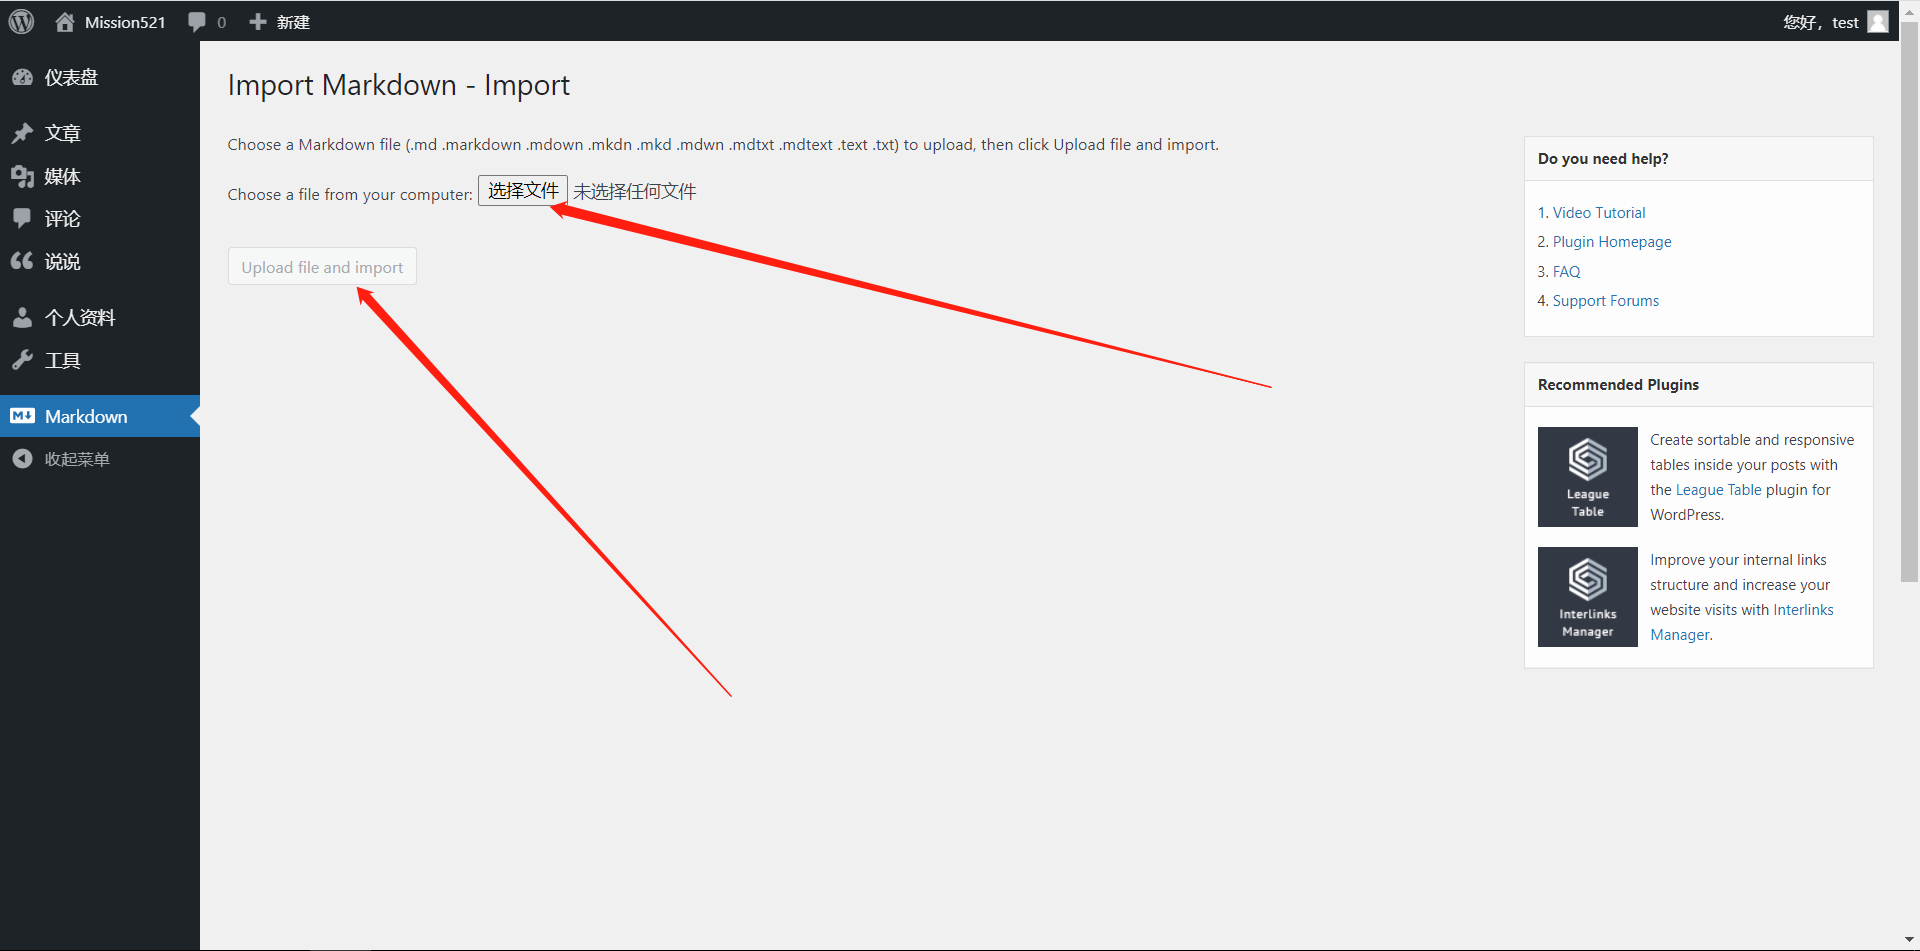 Mission521
0
新建
您好，test
仪表盘
文章
媒体
评论
说说
个人资料
工具
Markdown
收起菜单
Import Markdown - Import
Choose a Markdown file (.md .markdown .mdown .mkdn .mkd .mdwn .mdtxt .mdtext .text .txt) to upload, then click Upload file and import.
Choose a file from your computer: 选择文件 未选择任何文件
Upload file and import
Do you need help?
1. Video Tutorial
2. Plugin Homepage
3. FAQ
4. Support Forums
Recommended Plugins
League
Table
Create sortable and responsive
tables inside your posts with
the League Table plugin for
WordPress.
Interlinks
Manager
Improve your internal links
structure and increase your
website visits with Interlinks
Manager.